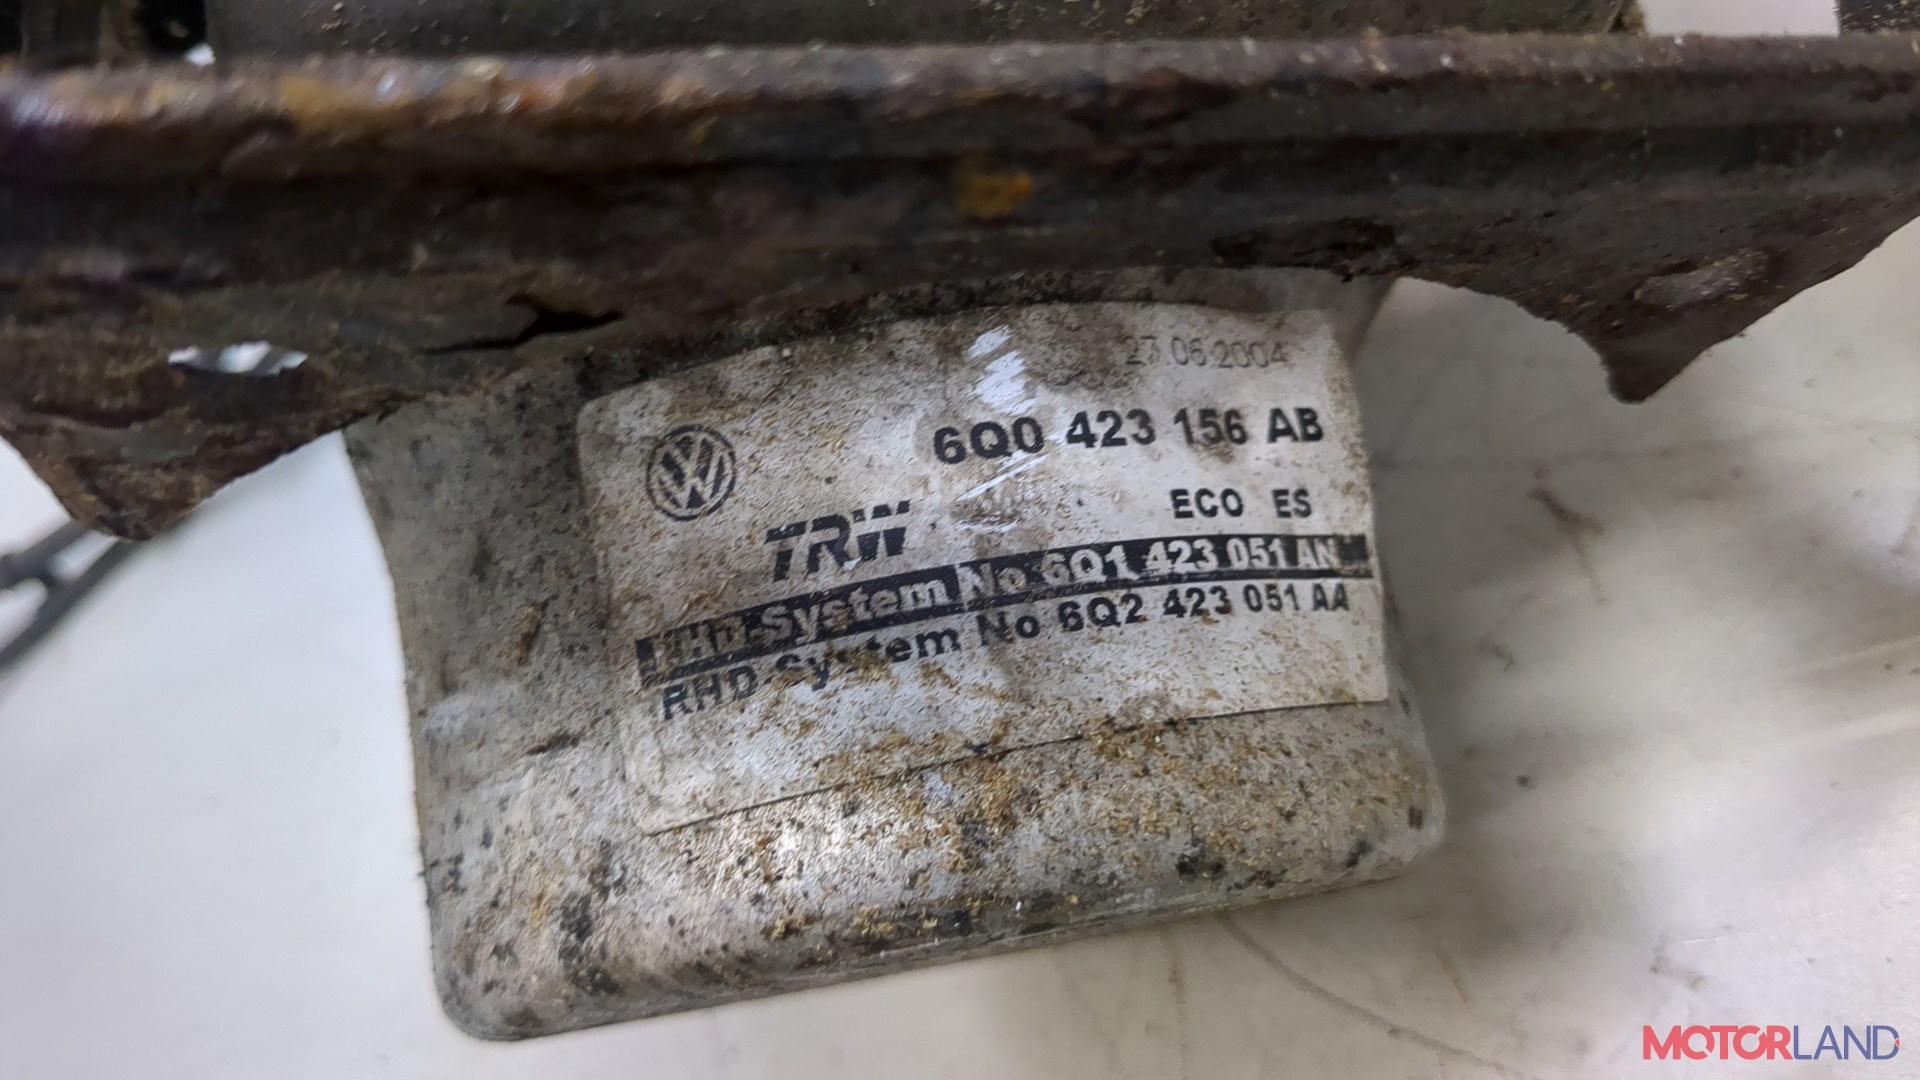 27.06.2004
6Q0 423 156 AB
TRW
ECO ES
LHD-System No 6Q1 423 051 AN
RHD-System No 6Q2 423 051 AA
MOTORLAND